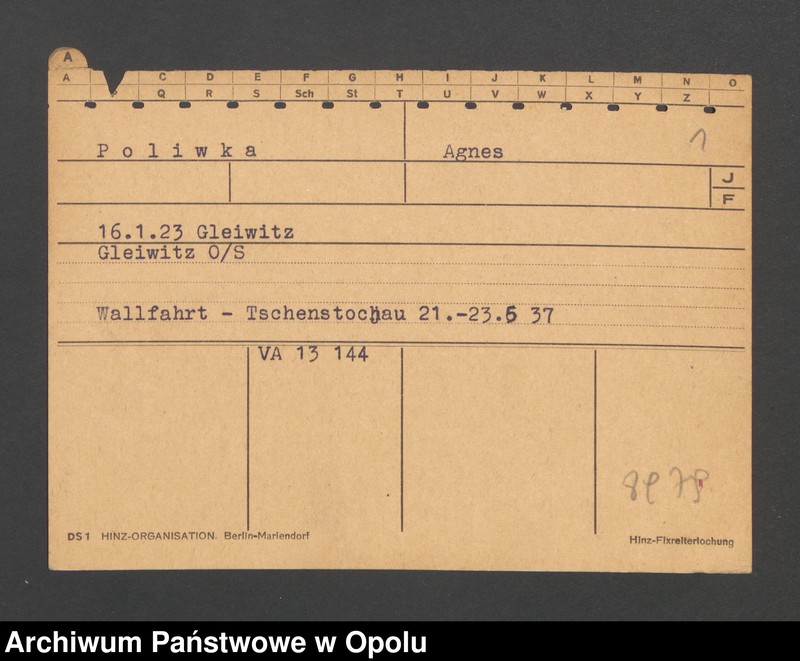 A
A C D E F G H I J K L M N O
P Q R S Sch St T U V W X Y Z
Poliwka Agnes 1
J
F
16.1.23 Gleiwitz
Gleiwitz O/S
Wallfahrt - Tschenstochau 21.-23.5 37
VA 13 144
DS1 HINZ-ORGANISATION. Berlin-Mariendorf Hinz-Fixreiterlochung
Archiwum Państwowe w Opolu